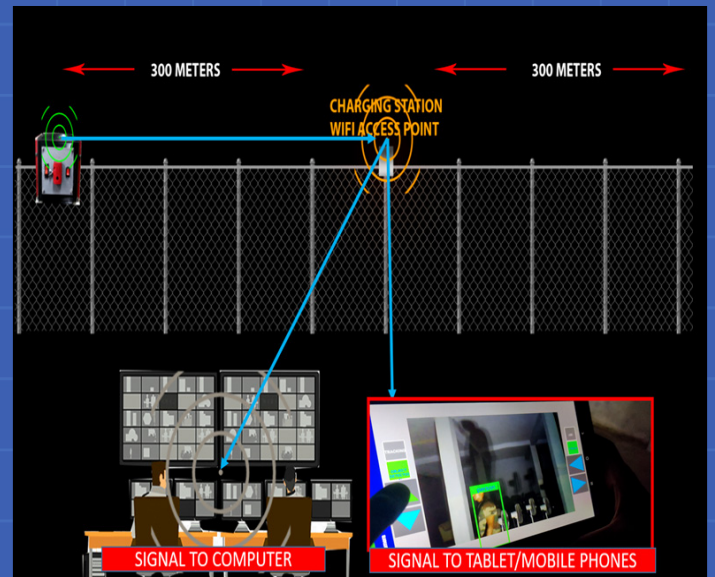 300 METERS
300 METERS
CHARGING STATION
WIFI ACCESS POINT
SIGNAL TO COMPUTER
SIGNAL TO TABLET/MOBILE PHONES